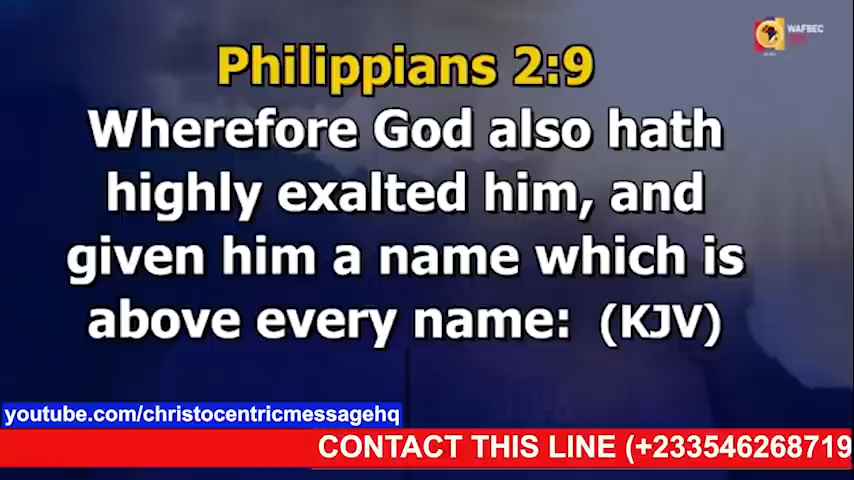 WAFBEC
Philippians 2:9
Wherefore God also hath
highly exalted him, and
given him a name which is
above every name: (KJV)
youtube.com/christocentricmessagehq
CONTACT THIS LINE (+233546268719